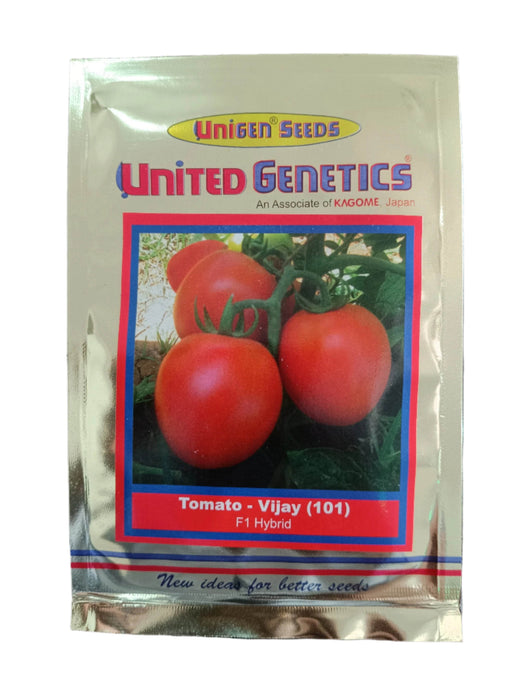 UNIGEN® SEEDS
UNITED GENETICS®
An Associate of KAGOME, Japan
Tomato - Vijay (101)
F1 Hybrid
New ideas for better seeds